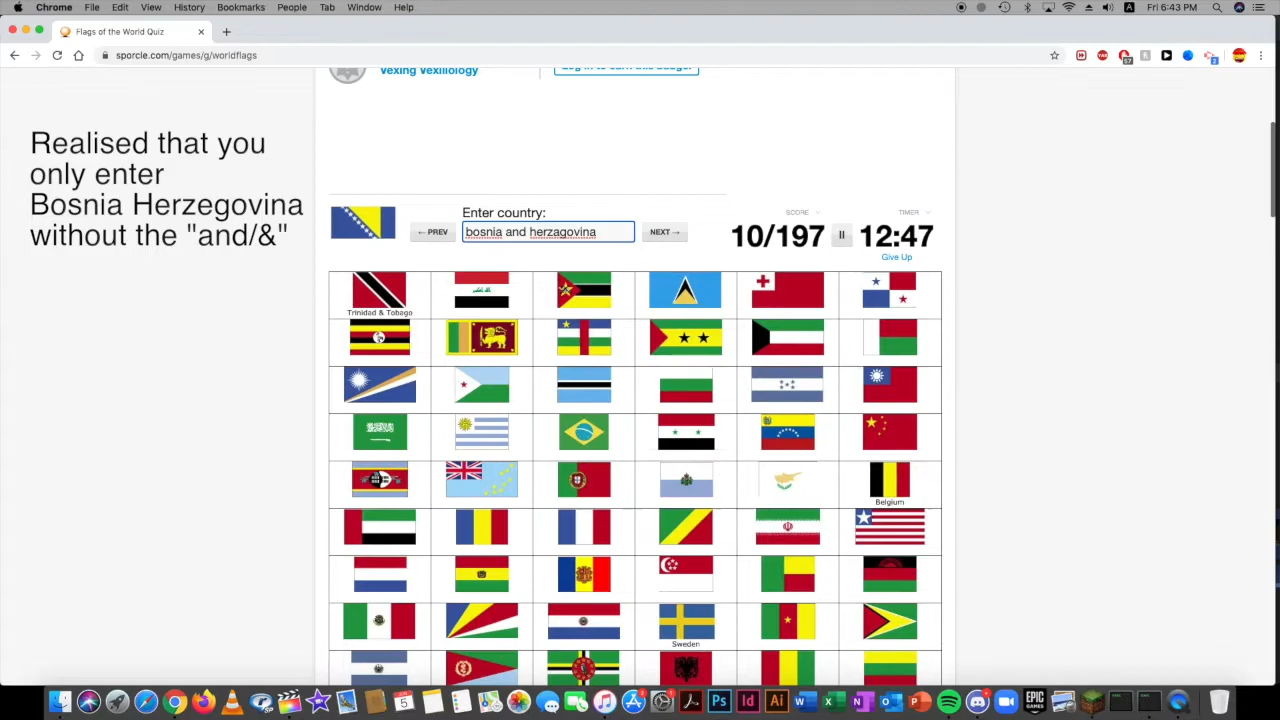 Chrome File Edit View History Bookmarks People Tab Window Help
Fri 6:43 PM
Flags of the World Quiz
sporcle.com/games/g/worldflags
Vexing Vexillology
Realised that you
only enter
Bosnia Herzegovina
without the "and/&"
Enter country:
← PREV
bosnia and herzagovina
NEXT →
SCORE
10/197
TIMER
12:47
Give Up
Trinidad & Tobago
Belgium
Sweden